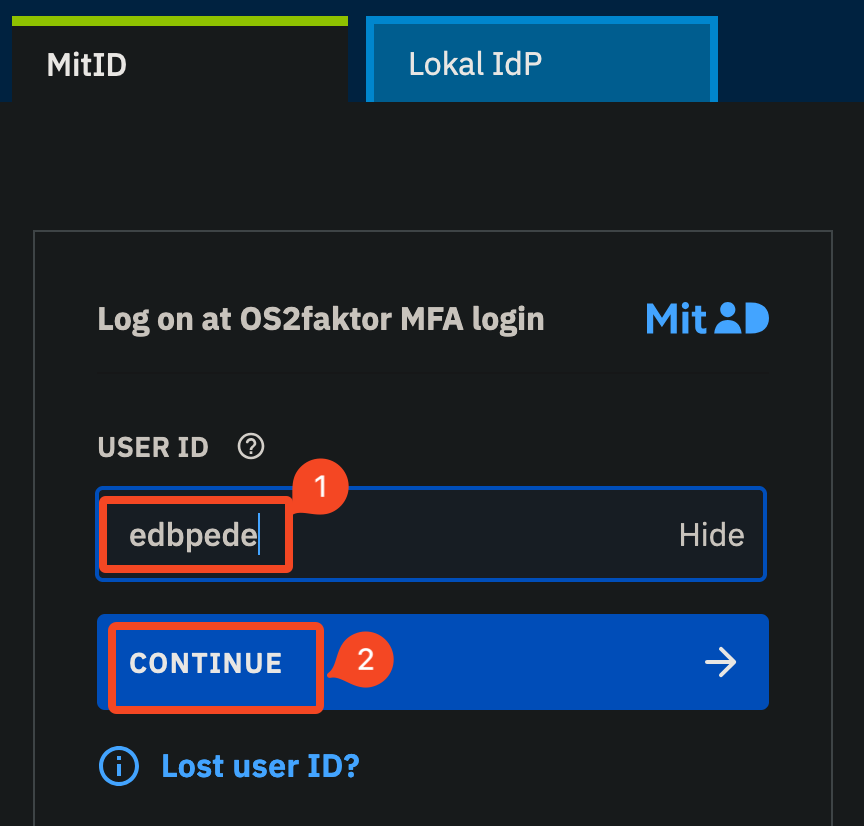 MitID
Lokal IdP
Log on at OS2faktor MFA login
Mit D
USER ID ?
1
edbpede
Hide
CONTINUE
2
i Lost user ID?